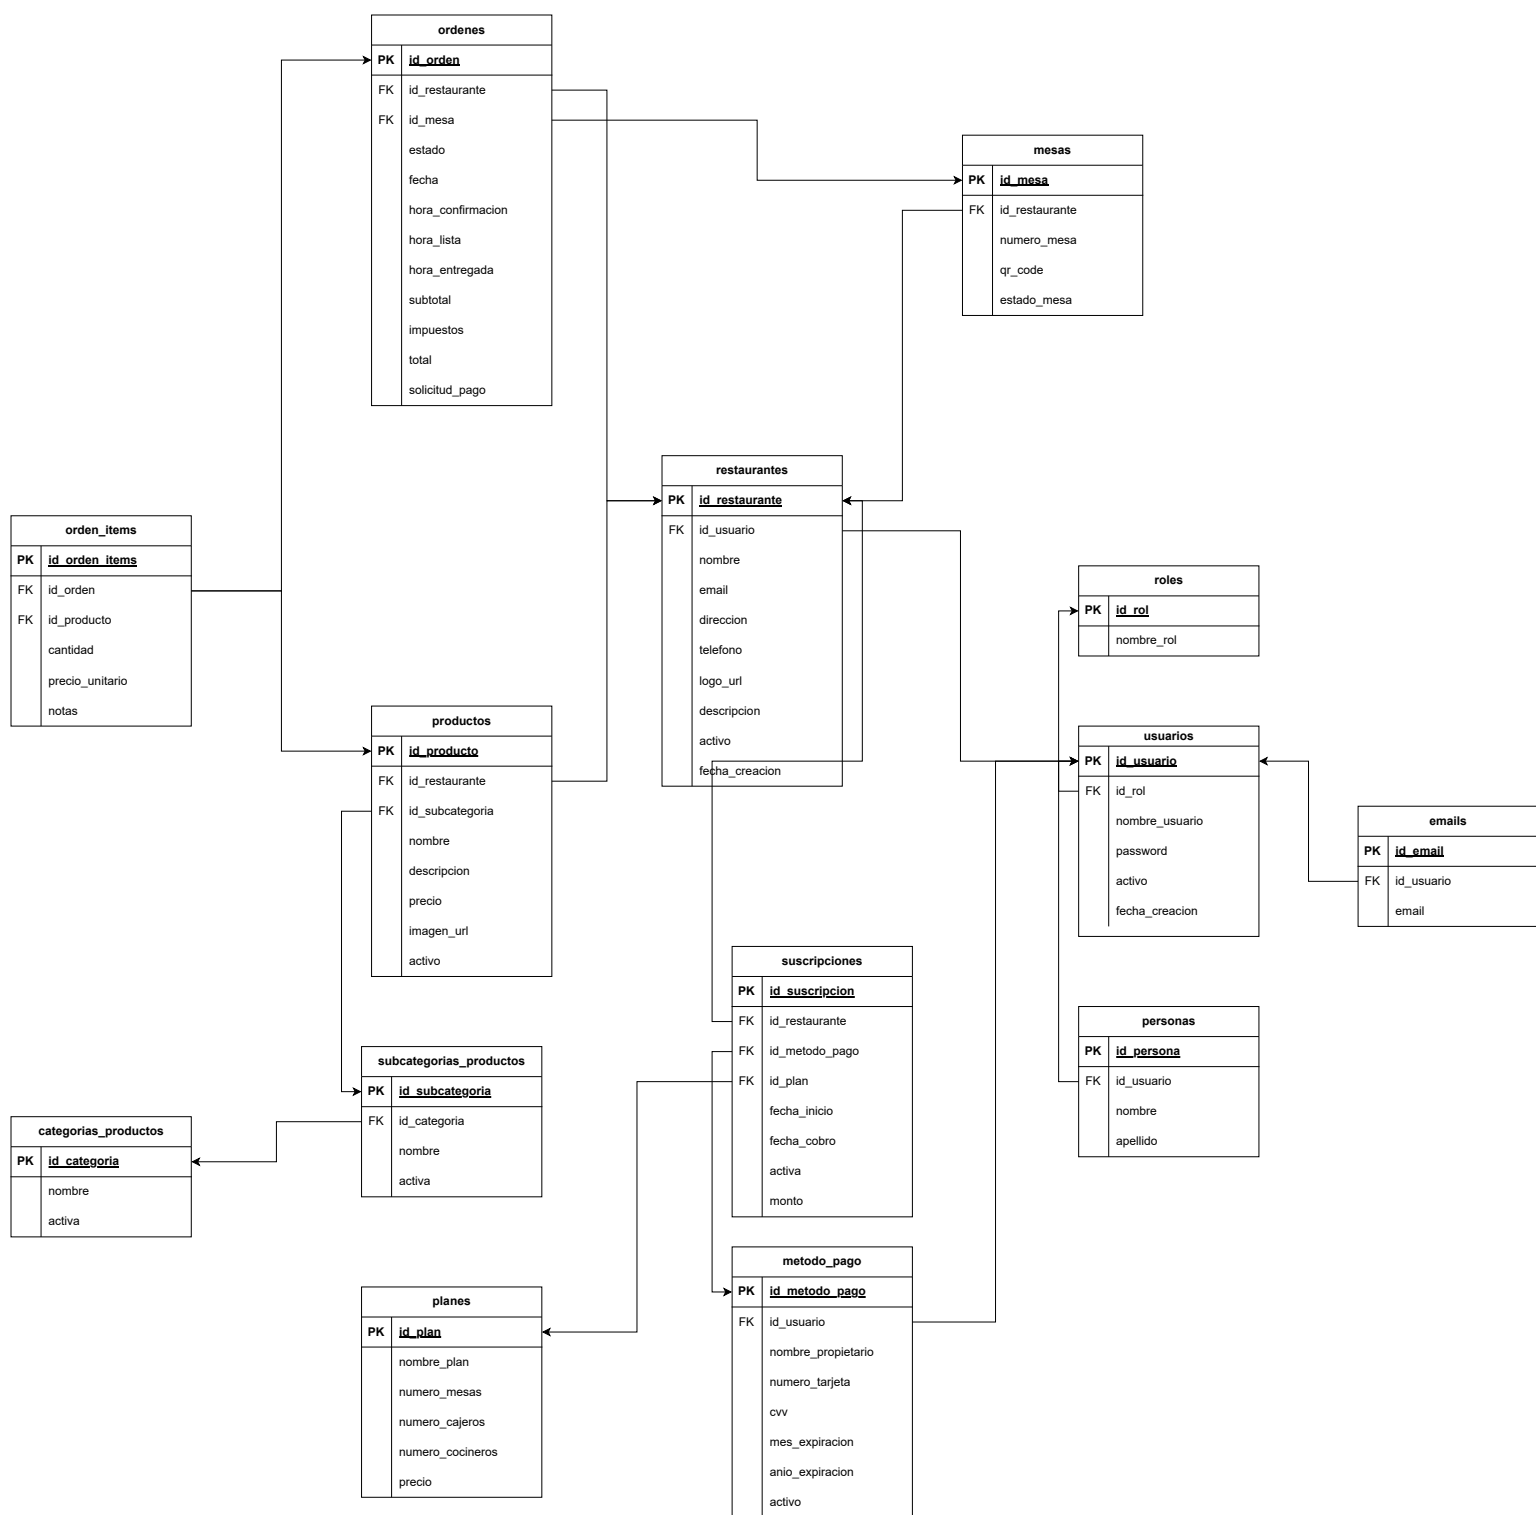 ordenes
PK id_orden
FK id_restaurante
FK id_mesa
estado
fecha
hora_confirmacion
hora_lista
hora_entregada
subtotal
impuestos
total
solicitud_pago
mesas
PK id_mesa
FK id_restaurante
numero_mesa
qr_code
estado_mesa
restaurantes
PK id_restaurante
FK id_usuario
nombre
email
direccion
telefono
logo_url
descripcion
activo
fecha_creacion
orden_items
PK id_orden_items
FK id_orden
FK id_producto
cantidad
precio_unitario
notas
roles
PK id_rol
nombre_rol
productos
PK id_producto
FK id_restaurante
FK id_subcategoria
nombre
descripcion
precio
imagen_url
activo
usuarios
PK id_usuario
FK id_rol
nombre_usuario
password
activo
fecha_creacion
emails
PK id_email
FK id_usuario
email
suscripciones
PK id_suscripcion
FK id_restaurante
FK id_metodo_pago
FK id_plan
fecha_inicio
fecha_cobro
activa
monto
personas
PK id_persona
FK id_usuario
nombre
apellido
subcategorias_productos
PK id_subcategoria
FK id_categoria
nombre
activa
categorias_productos
PK id_categoria
nombre
activa
metodo_pago
PK id_metodo_pago
FK id_usuario
nombre_propietario
numero_tarjeta
cvv
mes_expiracion
anio_expiracion
activo
planes
PK id_plan
nombre_plan
numero_mesas
numero_cajeros
numero_cocineros
precio